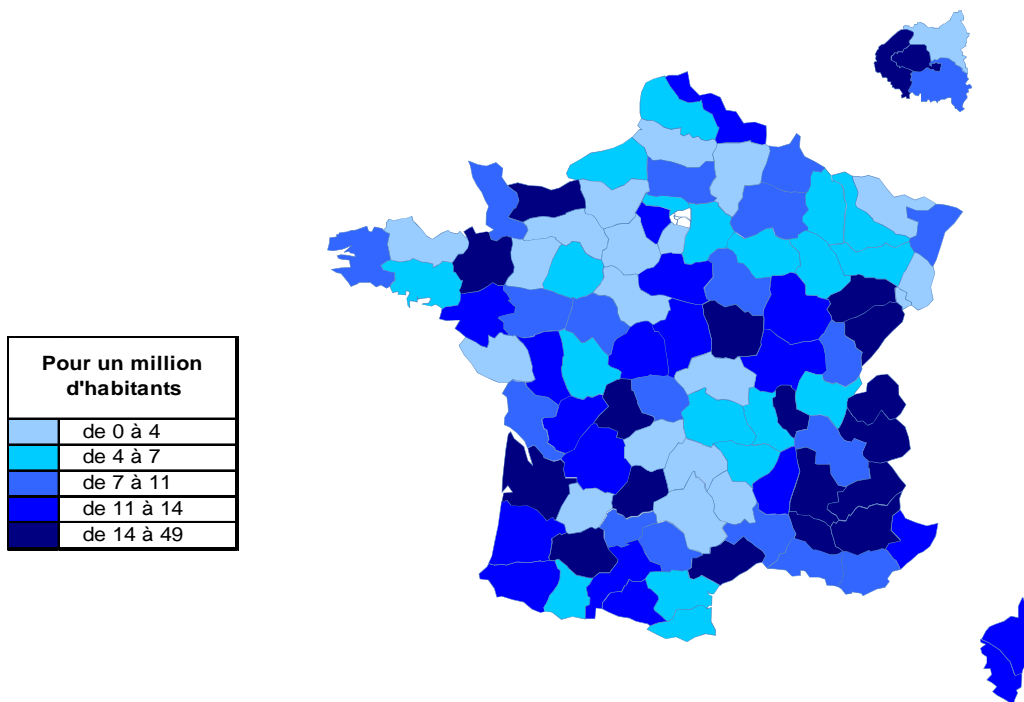 Pour un million
d'habitants
de 0 à 4
de 4 à 7
de 7 à 11
de 11 à 14
de 14 à 49